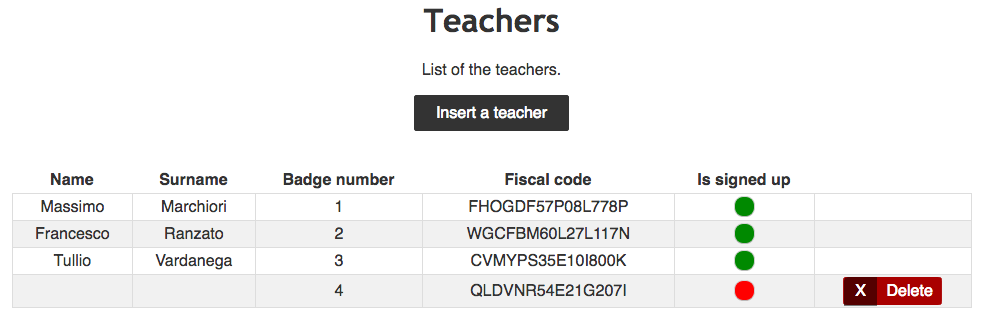 Teachers
List of the teachers.
Insert a teacher
Name Surname Badge number Fiscal code Is signed up
Massimo Marchiori 1 FHOGDF57P08L778P
Francesco Ranzato 2 WGCFBM60L27L117N
Tullio Vardanega 3 CVMYPS35E10I800K
4 QLDVNR54E21G207I X Delete